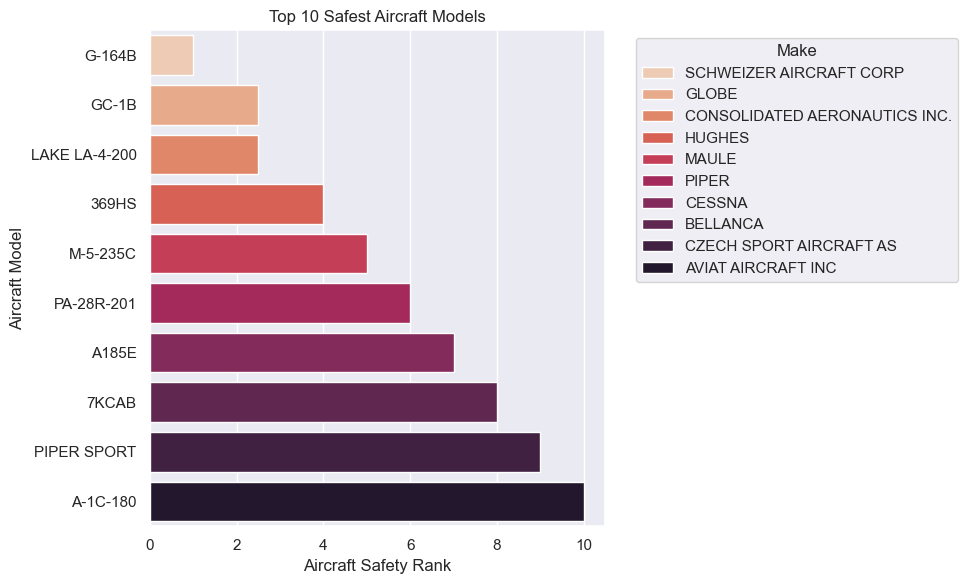 Top 10 Safest Aircraft Models
Aircraft Model
G-164B
GC-1B
LAKE LA-4-200
369HS
M-5-235C
PA-28R-201
A185E
7KCAB
PIPER SPORT
A-1C-180
0 2 4 6 8 10
Aircraft Safety Rank
Make
SCHWEIZER AIRCRAFT CORP
GLOBE
CONSOLIDATED AERONAUTICS INC.
HUGHES
MAULE
PIPER
CESSNA
BELLANCA
CZECH SPORT AIRCRAFT AS
AVIAT AIRCRAFT INC